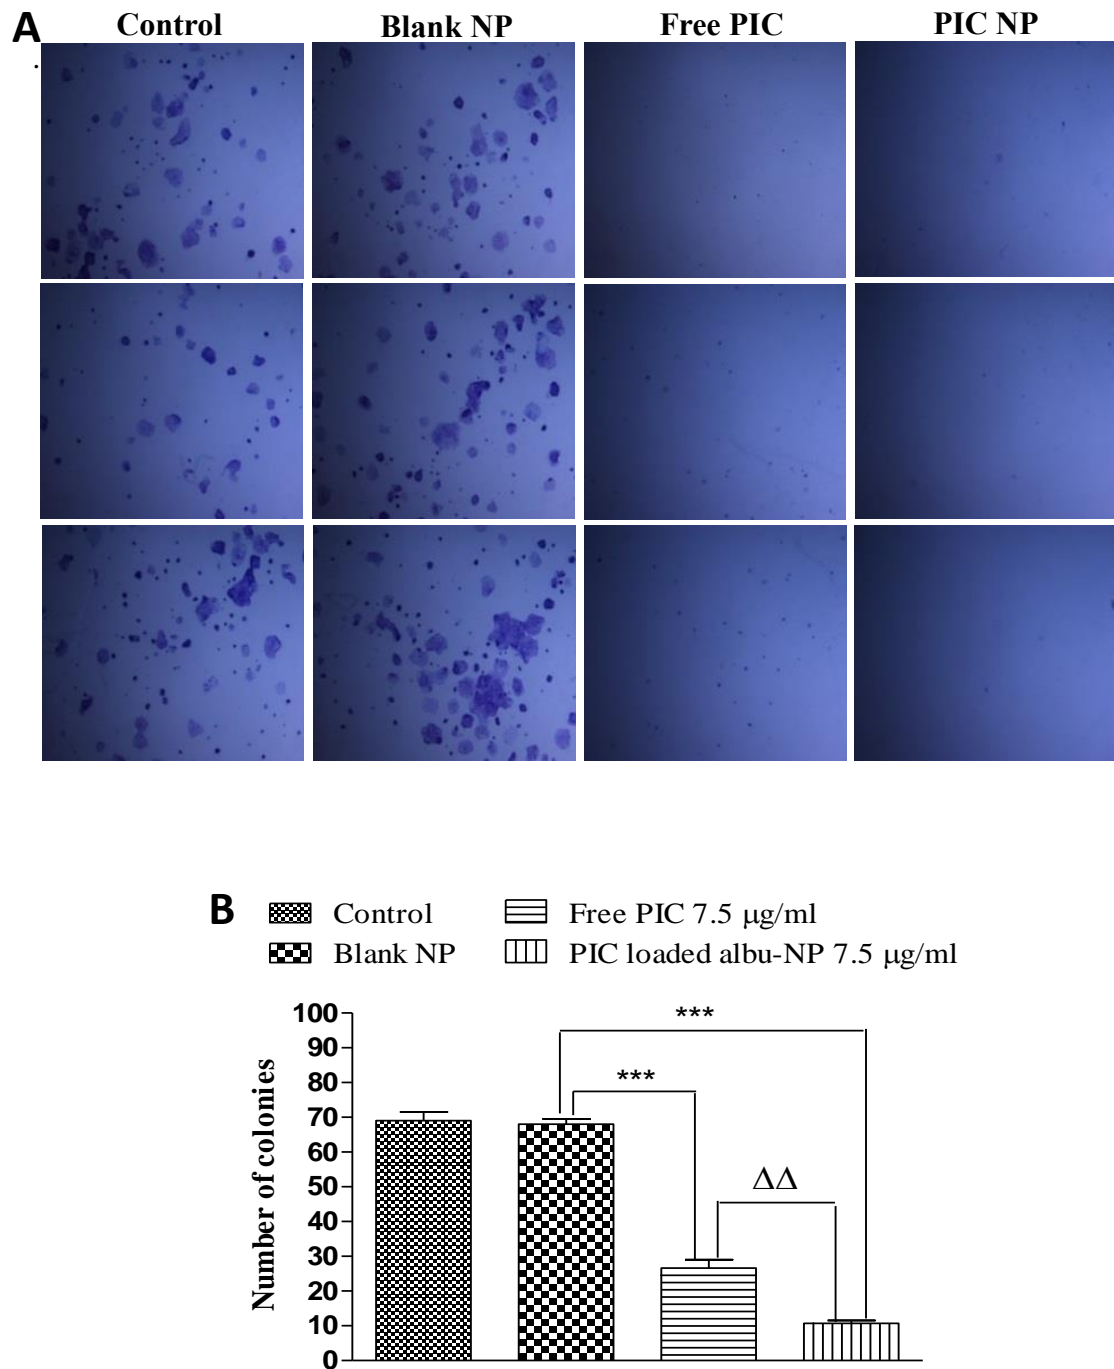 A
Control Blank NP Free PIC PIC NP
.
B
Control Free PIC 7.5 μg/ml
Blank NP PIC loaded albu-NP 7.5 μg/ml
Number of colonies
100
90
80
70
60
50
40
30
20
10
0
***
***
ΔΔ